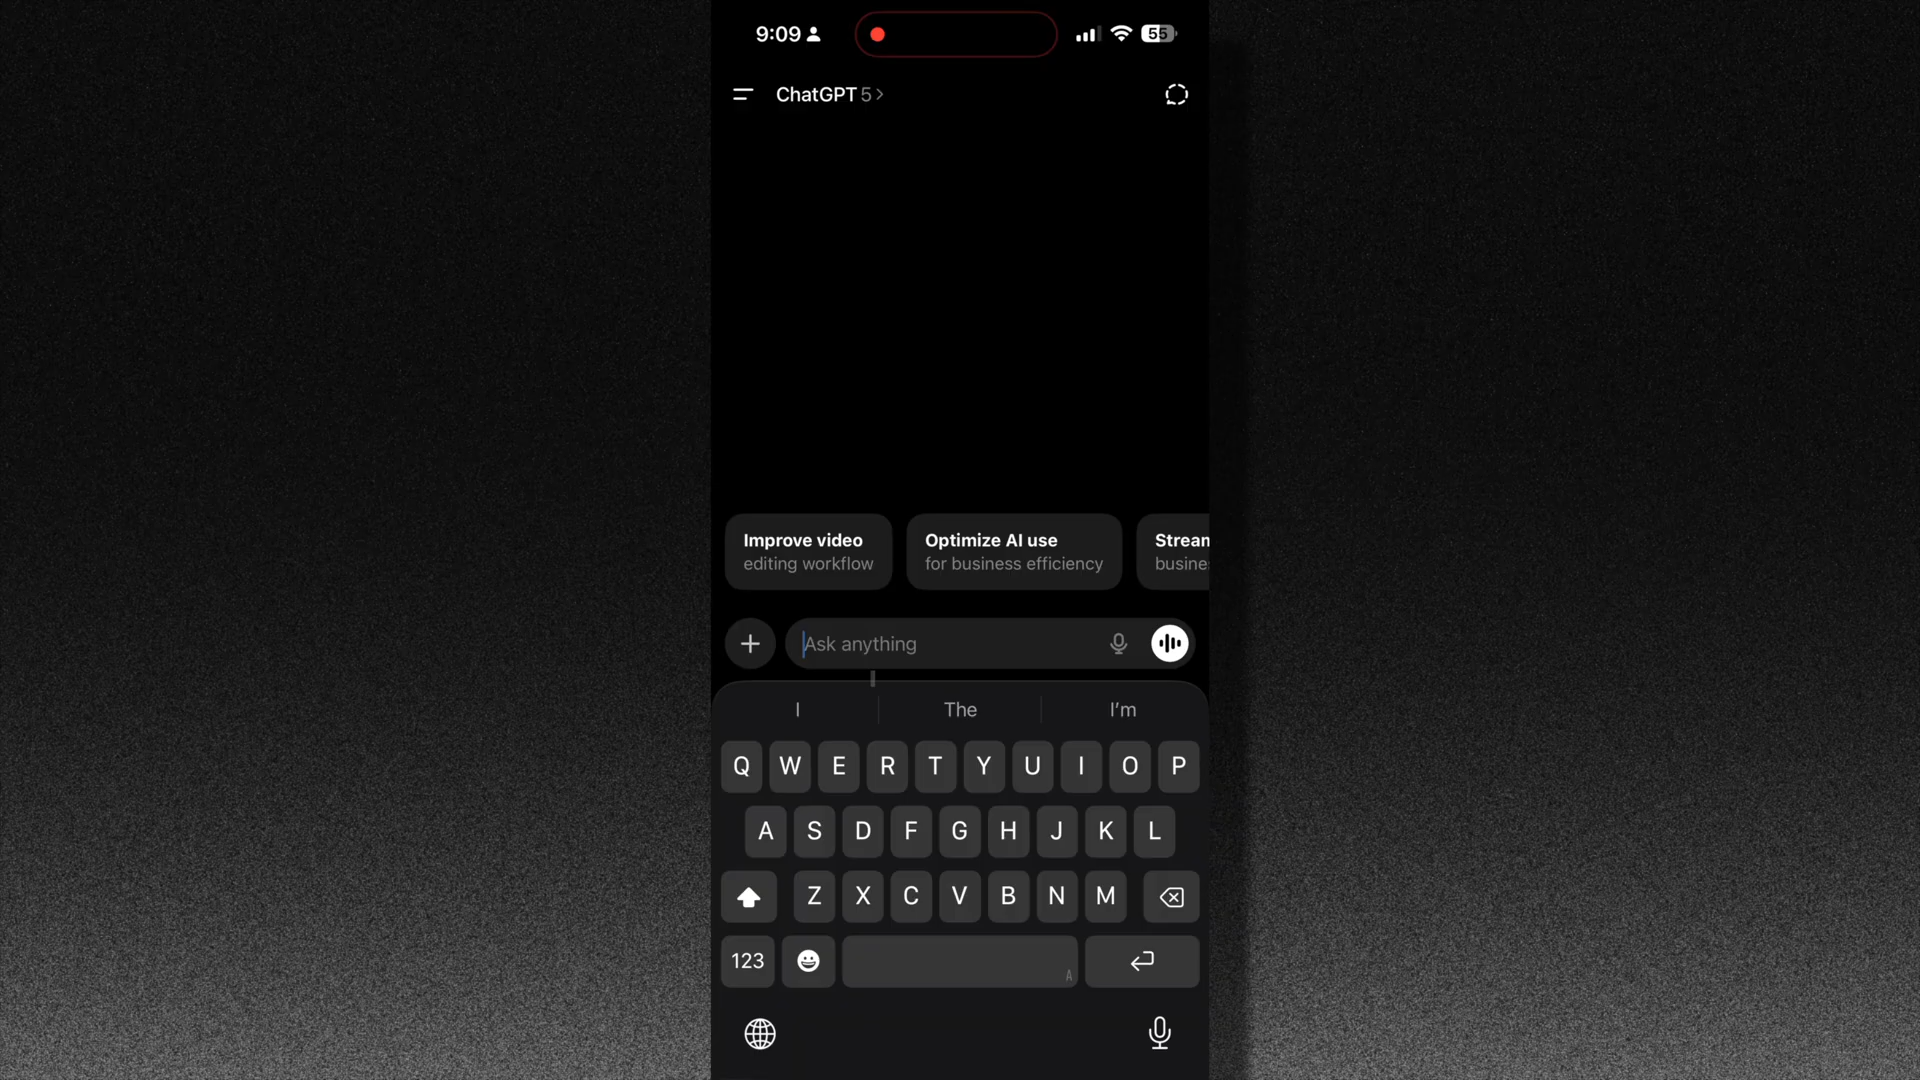 9:09
55
ChatGPT 5 >
Improve video
editing workflow
Optimize AI use
for business efficiency
Stream
busine
Ask anything
I
The
I'm
Q W E R T Y U I O P
A S D F G H J K L
Z X C V B N M
123
A